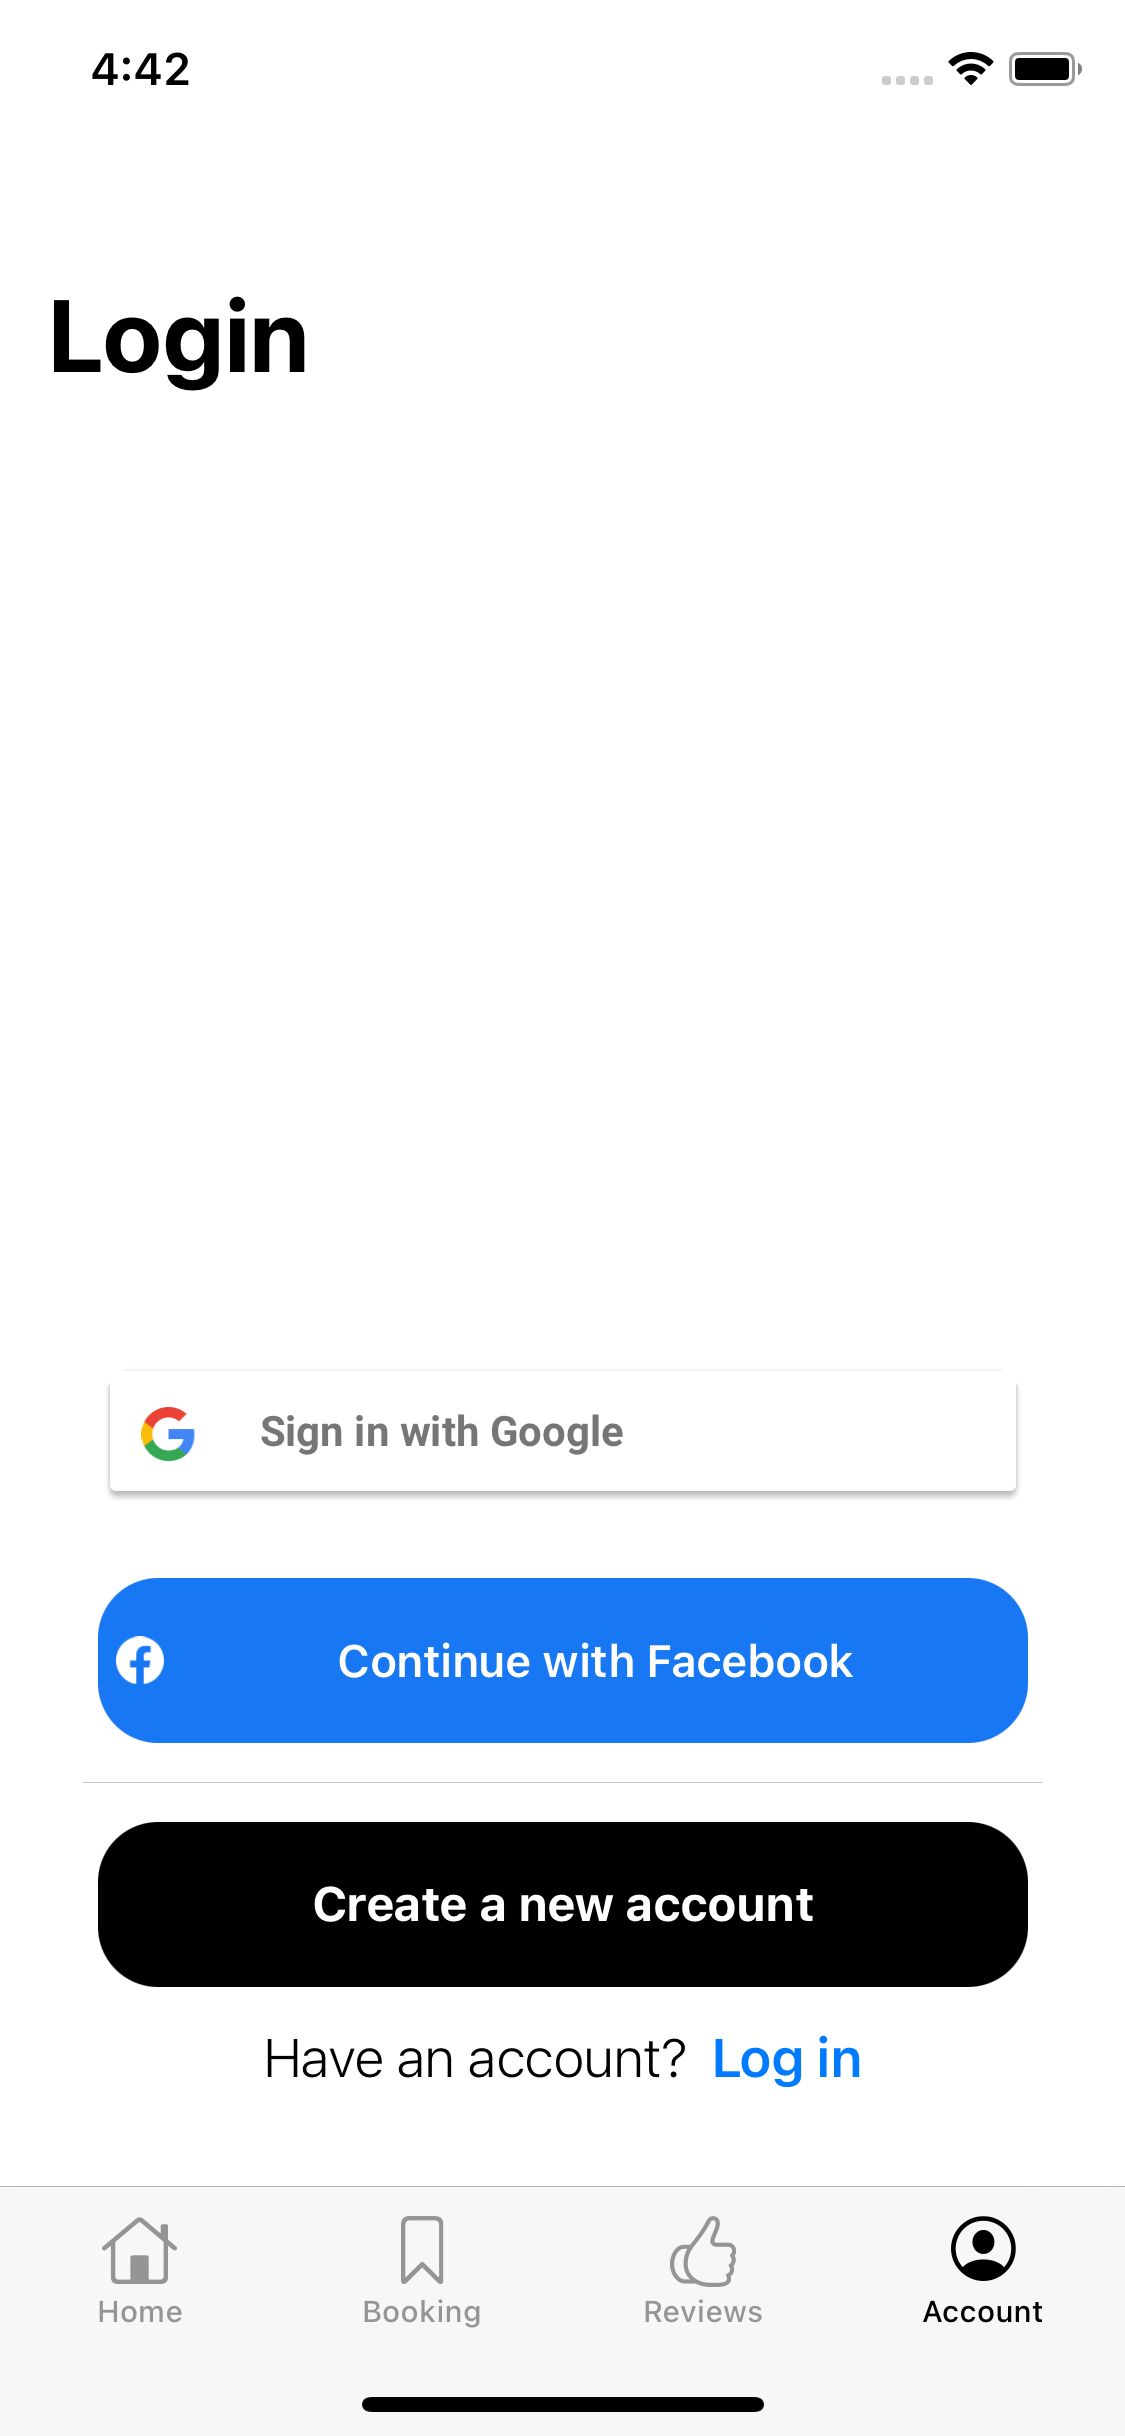 4:42
Login
Sign in with Google
Continue with Facebook
Create a new account
Have an account? Log in
Home Booking Reviews Account